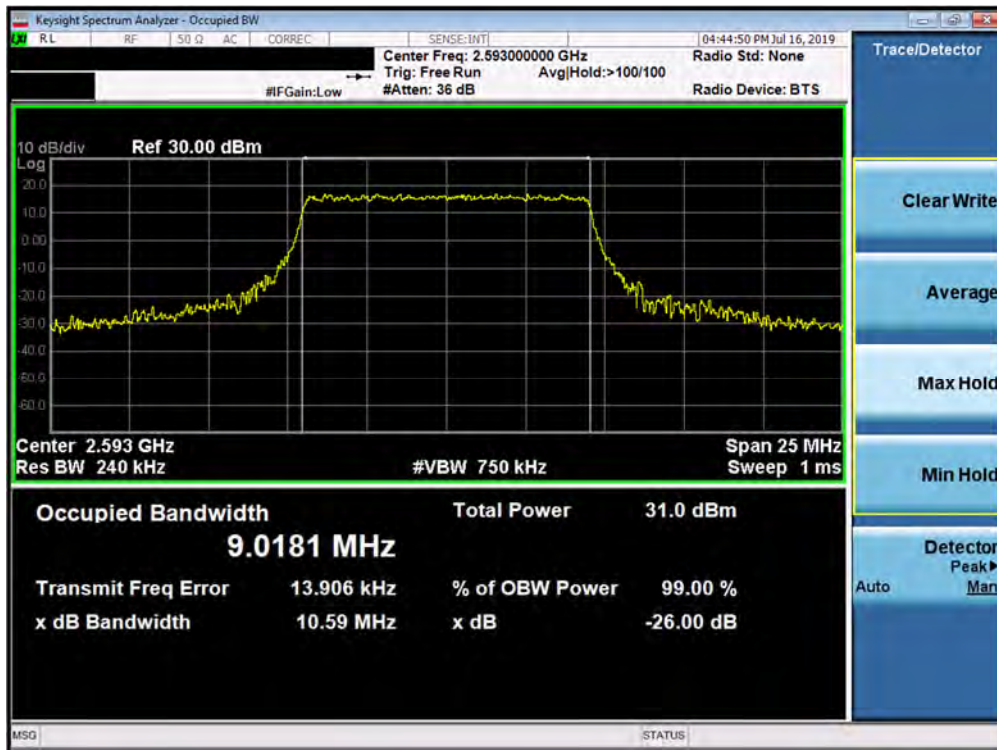 Keysight Spectrum Analyzer - Occupied BW
LXI RL RF 50 Ω AC CORREC SENSE:INT 04:44:50 PM Jul 16, 2019
Center Freq: 2.593000000 GHz Radio Std: None
Trig: Free Run Avg|Hold:>100/100
#IFGain:Low #Atten: 36 dB Radio Device: BTS
Trace/Detector
10 dB/div Ref 30.00 dBm
Log
20.0
10.0
0.00
-10.0
-20.0
-30.0
-40.0
-50.0
-60.0
Center 2.593 GHz Span 25 MHz
Res BW 240 kHz #VBW 750 kHz Sweep 1 ms
Occupied Bandwidth Total Power 31.0 dBm
9.0181 MHz
Transmit Freq Error 13.906 kHz % of OBW Power 99.00 %
x dB Bandwidth 10.59 MHz x dB -26.00 dB
Clear Write
Average
Max Hold
Min Hold
Detector
Peak▶
Auto Man
MSG STATUS